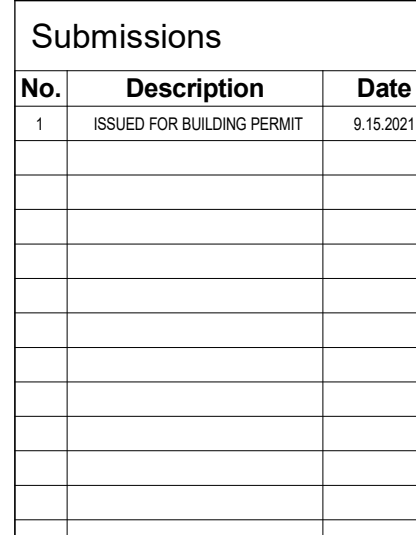 Submissions
No. Description Date
1 ISSUED FOR BUILDING PERMIT 9.15.2021